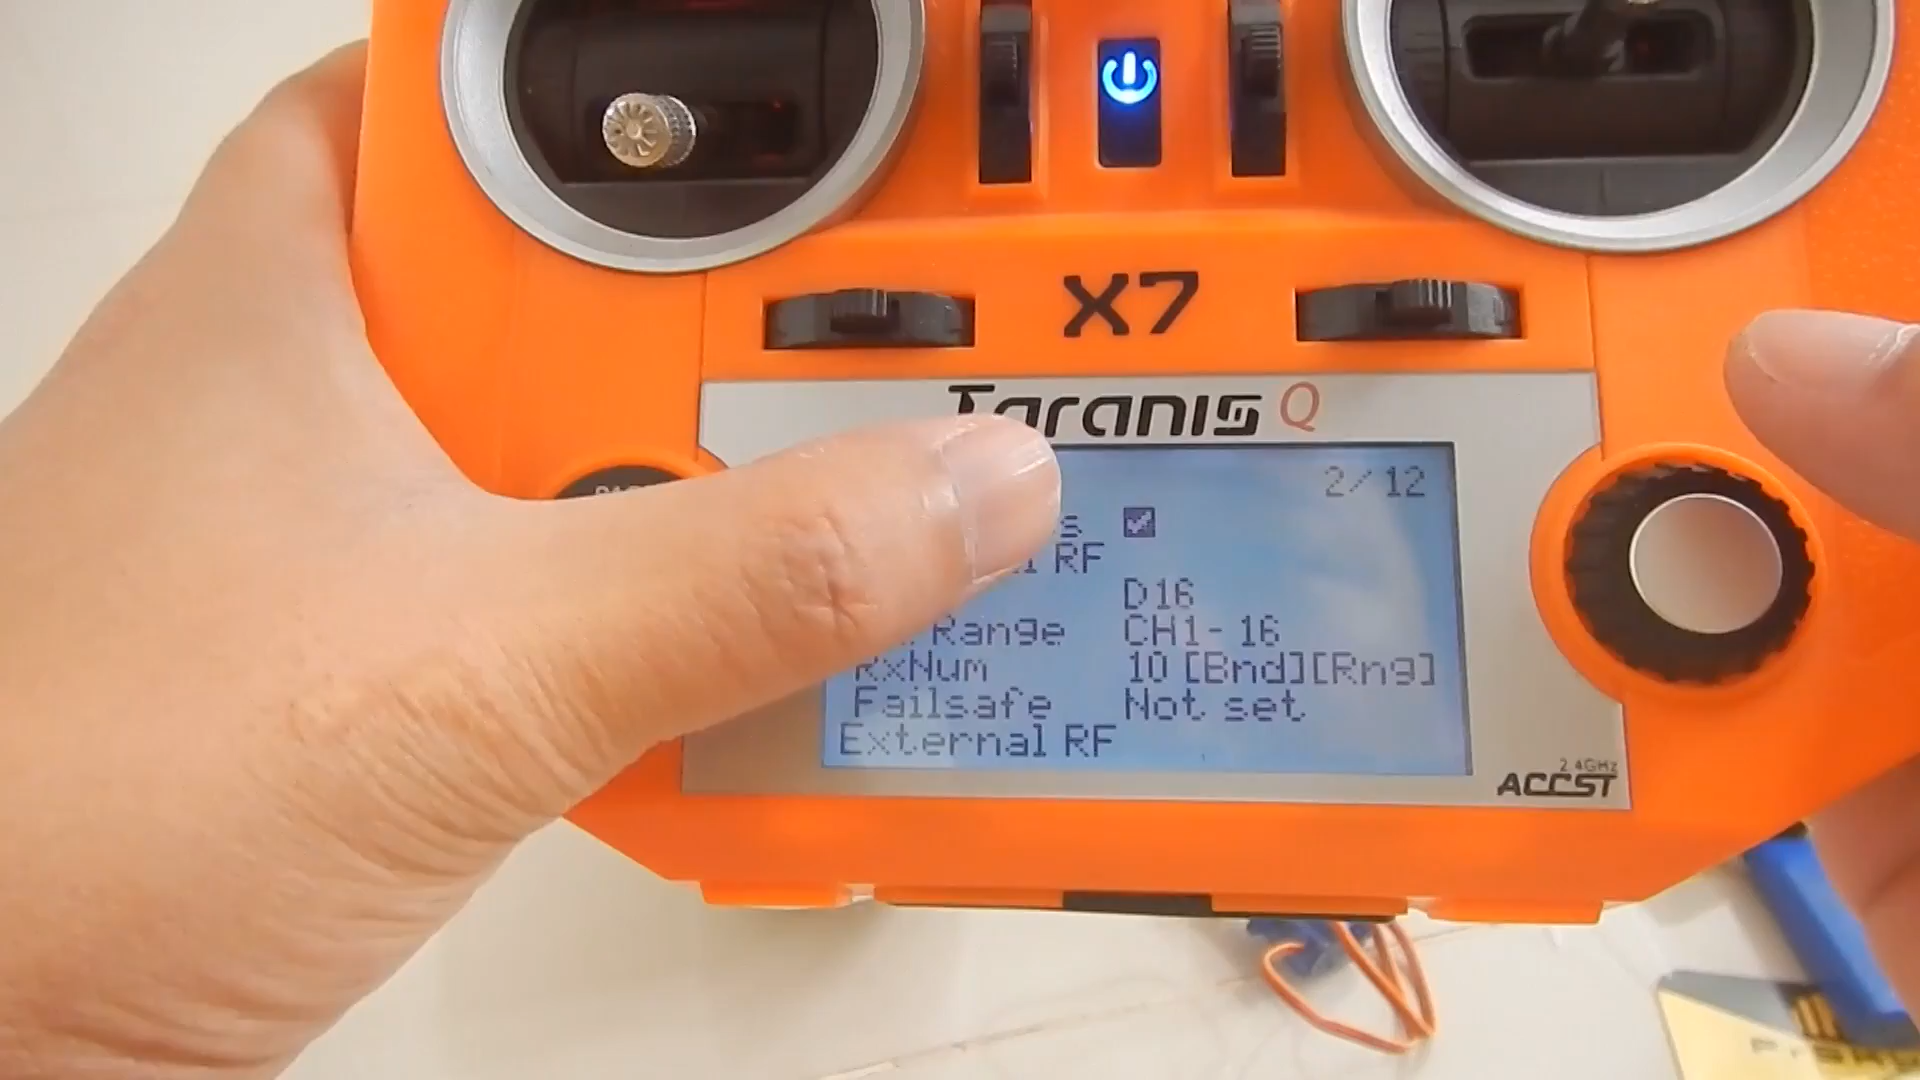 X7
Taranis Q
2/12
RF
D16
Range CH1-16
RxNum 10 [Bnd][Rng]
Failsafe Not set
External RF
2.4GHz
ACCST